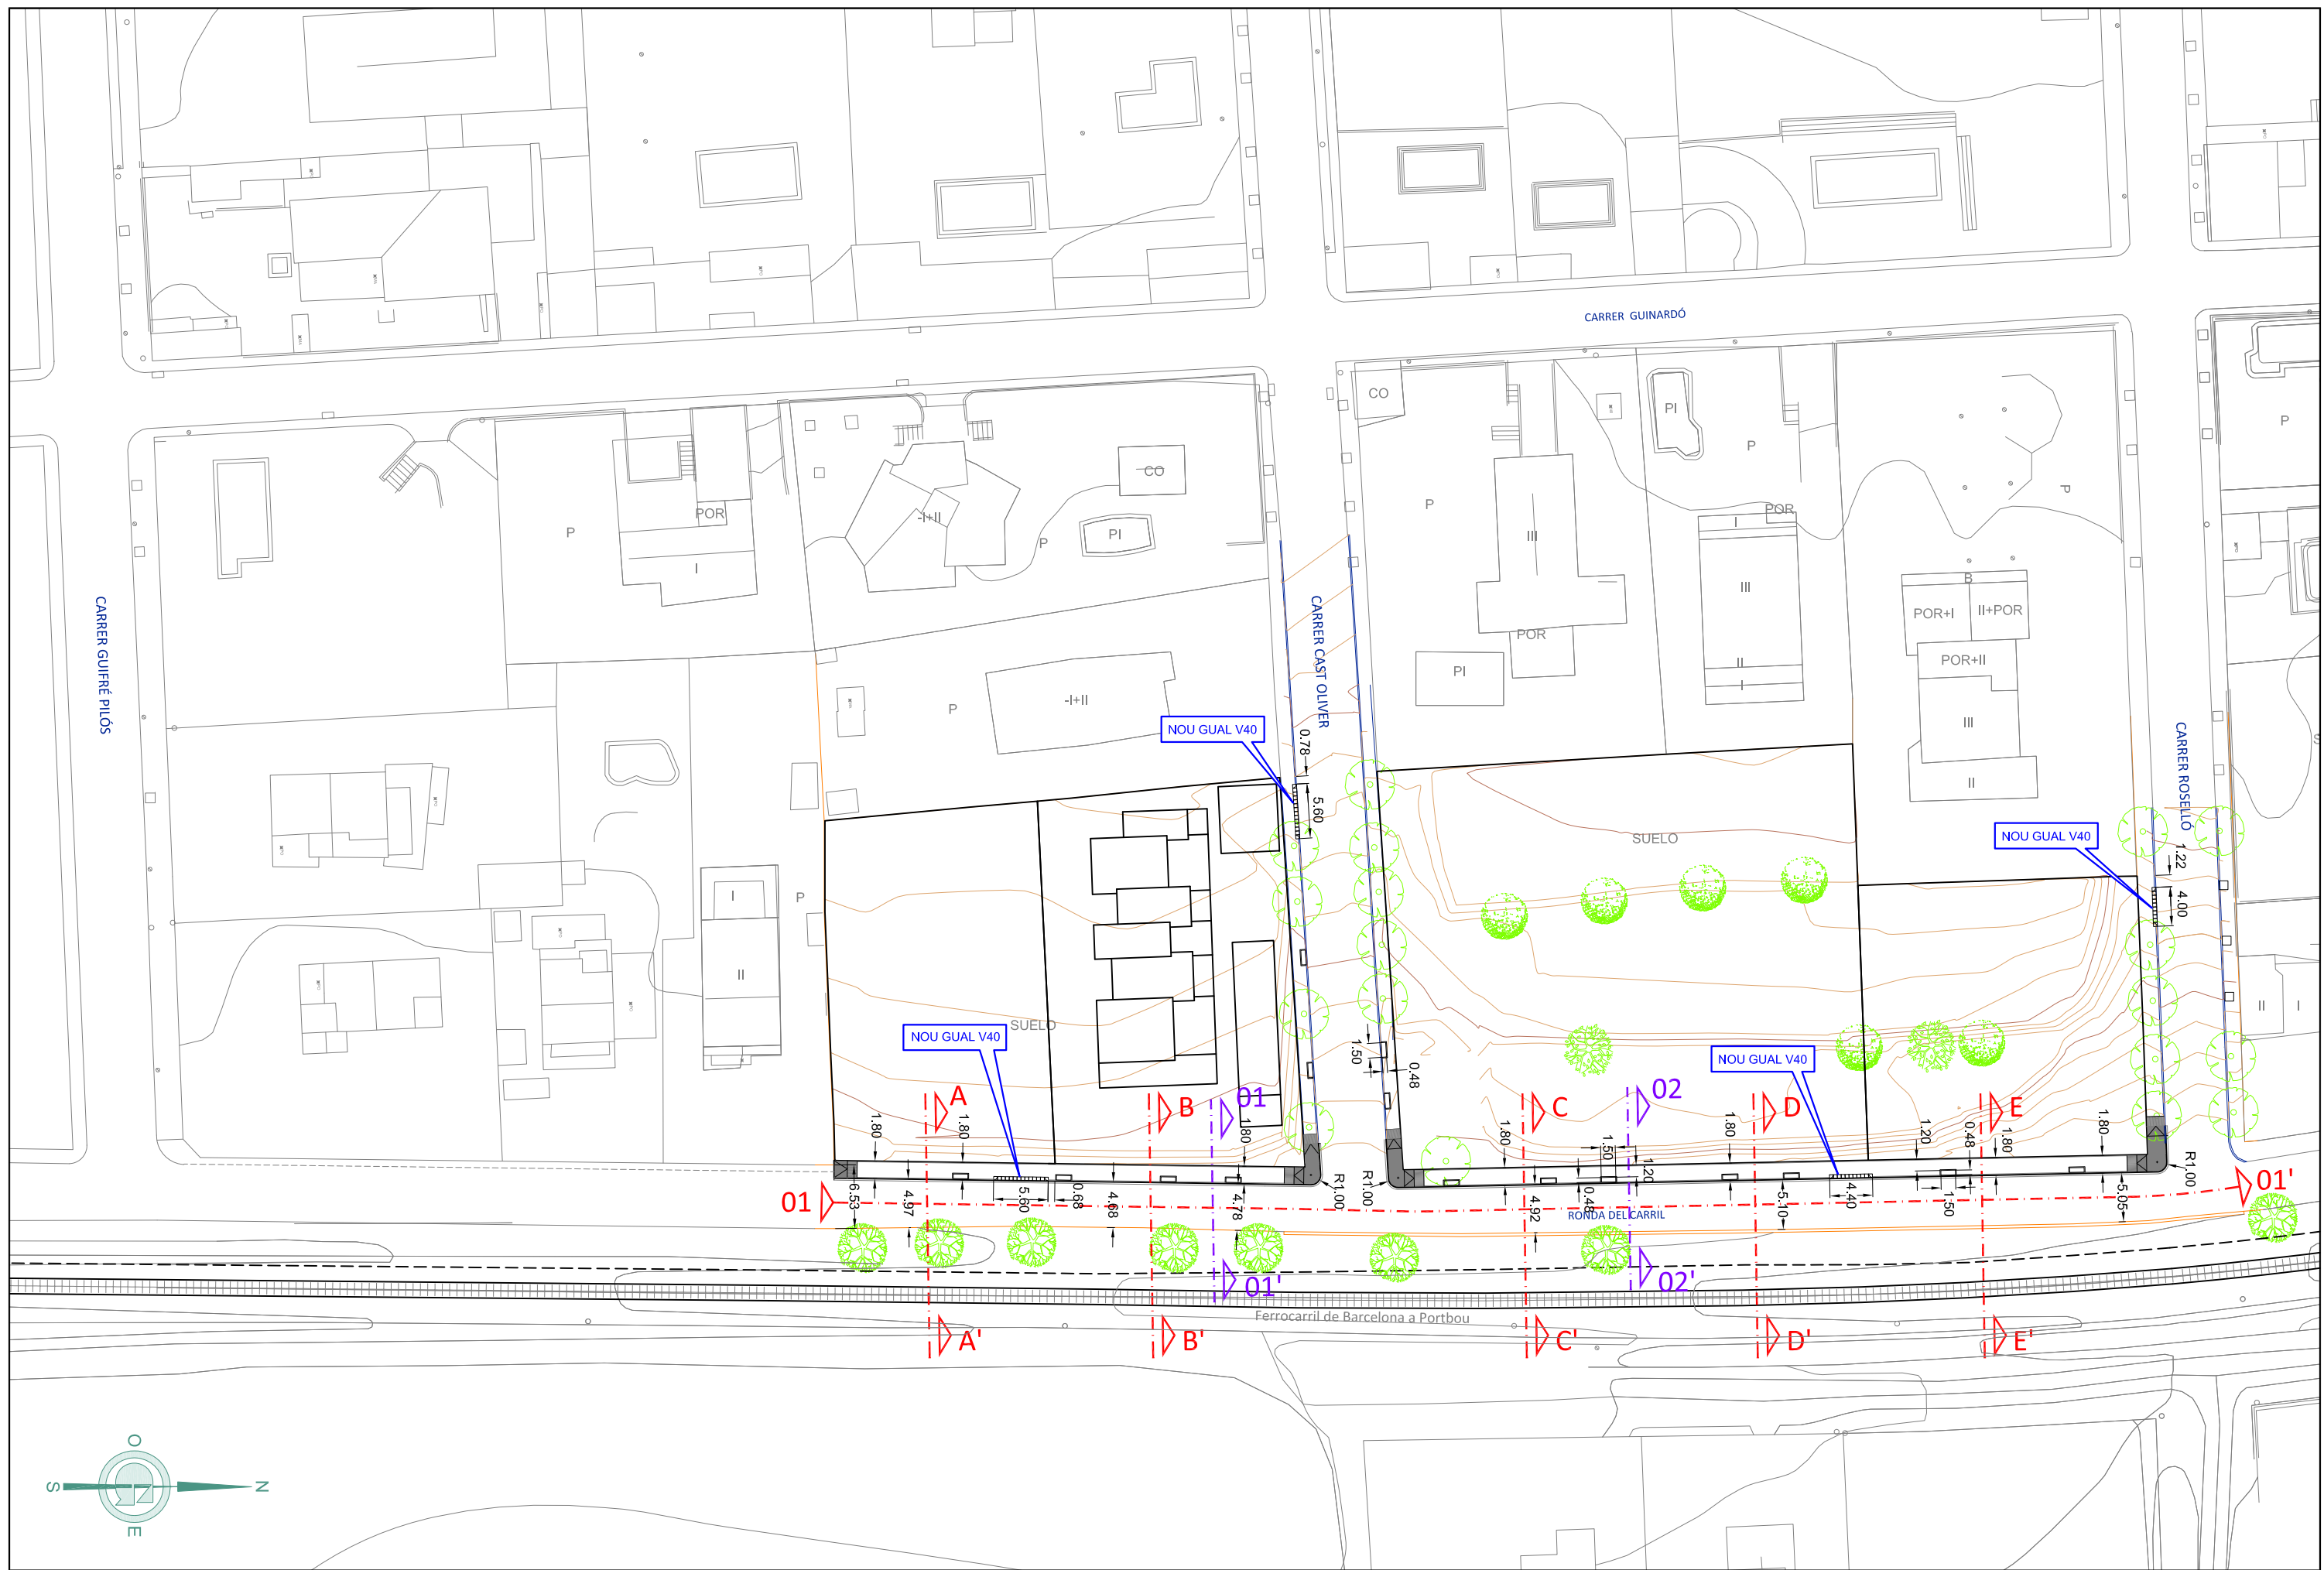 CARRER GUINARDÓ
CO
PI
P
P
P
P
CO
POR
-I+II
P
P
PI
I
POR
III
POR
I
III
B
POR+I
II+POR
POR+II
III
II
II
I
POR
PI
P
-I+II
CARRER GUIFRÉ PILÓS
CARRER CAST OLIVER
CARRER ROSELLÓ
NOU GUAL V40
0.78
5.60
SUELO
NOU GUAL V40
1.22
4.00
I
P
II
SUELO
NOU GUAL V40
NOU GUAL V40
1.50
0.48
II
I
A
B
01
C
02
D
E
1.80
1.80
1.80
1.80
1.50
1.20
1.80
1.20
0.48
1.80
1.80
R1.00
R1.00
R1.00
01
6.53
4.97
5.60
0.68
4.68
4.78
4.92
0.48
5.10
4.40
1.50
5.05
01'
RONDA DEL CARRIL
01'
02'
Ferrocarril de Barcelona a Portbou
A'
B'
C'
D'
E'
O
S
N
E